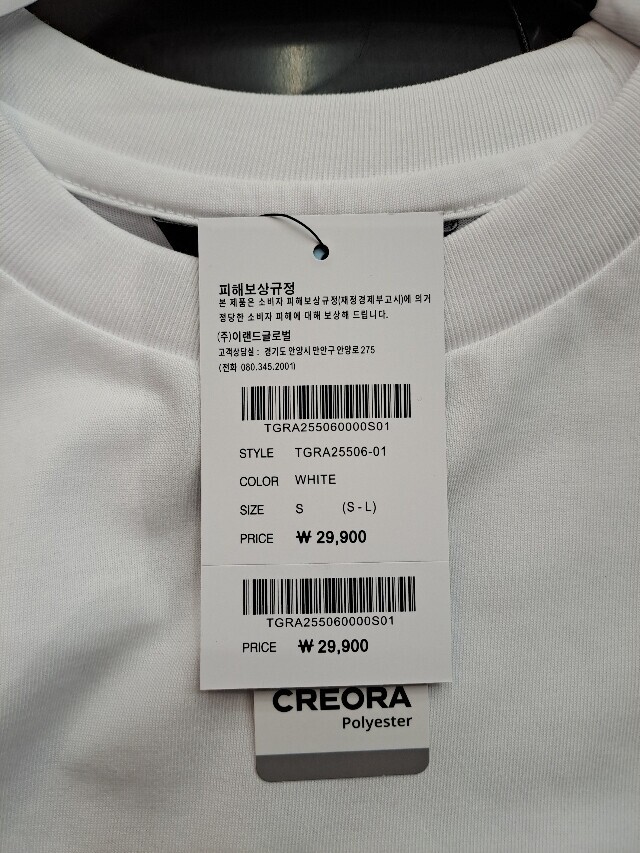 피해보상규정
본 제품은 소비자 피해보상규정(재정경제부고시)에 의거
정당한 소비자 피해에 대해 보상해 드립니다.
(주)이랜드글로벌
고객상담실 : 경기도 안양시 만안구 안양로 275
(전화 080.345.2001)
TGRA255060000S01
STYLE TGRA25506-01
COLOR WHITE
SIZE S (S-L)
PRICE ₩ 29,900
TGRA255060000S01
PRICE ₩ 29,900
CREORA
Polyester